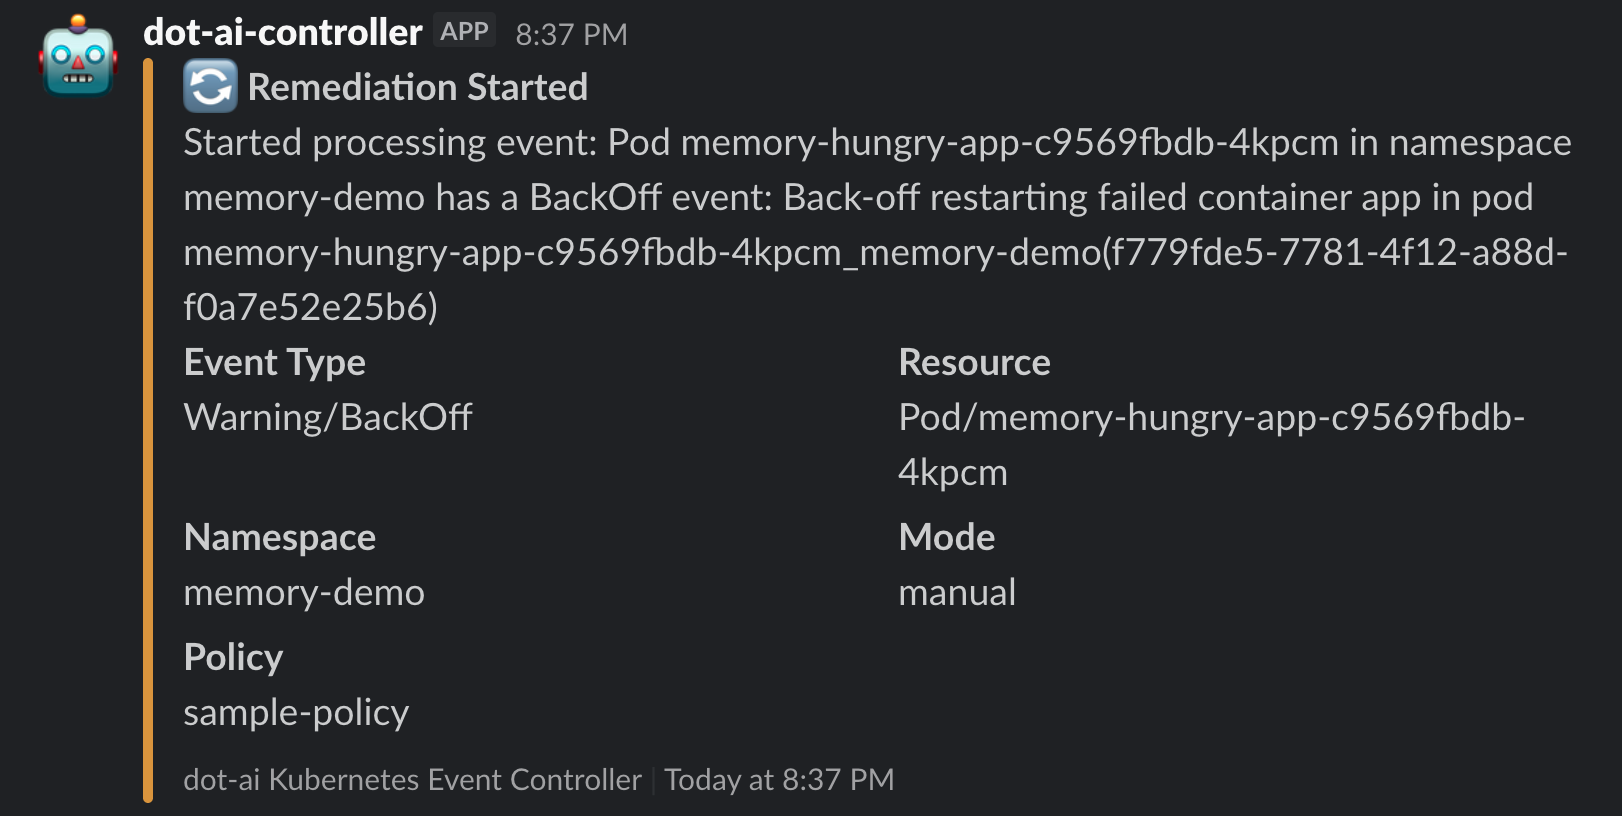 dot-ai-controller APP 8:37 PM
Remediation Started
Started processing event: Pod memory-hungry-app-c9569fbdb-4kpcm in namespace
memory-demo has a BackOff event: Back-off restarting failed container app in pod
memory-hungry-app-c9569fbdb-4kpcm_memory-demo(f779fde5-7781-4f12-a88d-
f0a7e52e25b6)
Event Type
Warning/BackOff
Resource
Pod/memory-hungry-app-c9569fbdb-
4kpcm
Namespace
memory-demo
Mode
manual
Policy
sample-policy
dot-ai Kubernetes Event Controller | Today at 8:37 PM